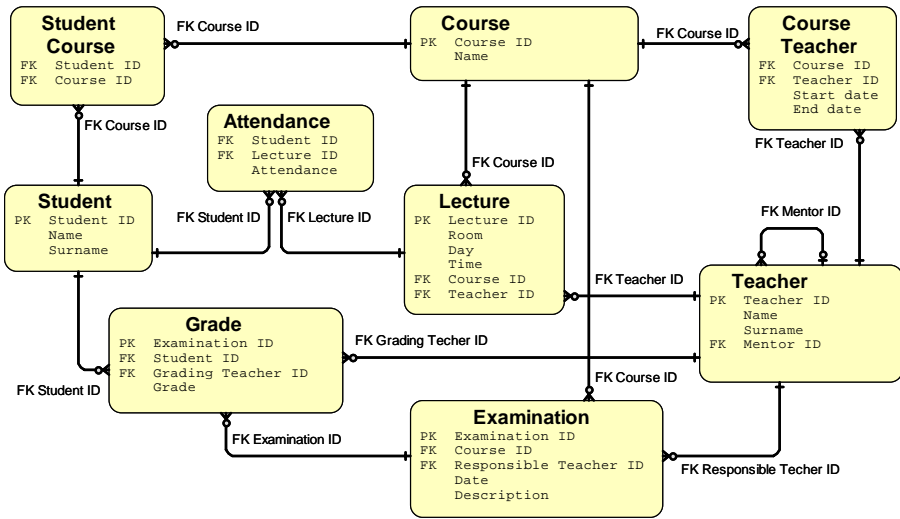 Student
Course
FK Student ID
FK Course ID
FK Course ID
Course
PK Course ID
Name
FK Course ID
Course
Teacher
FK Course ID
FK Teacher ID
Start date
End date
FK Course ID
Attendance
FK Student ID
FK Lecture ID
Attendance
FK Course ID
FK Teacher ID
Student
PK Student ID
Name
Surname
FK Student ID
FK Lecture ID
Lecture
PK Lecture ID
Room
Day
Time
FK Course ID
FK Teacher ID
FK Mentor ID
FK Teacher ID
Teacher
PK Teacher ID
Name
Surname
FK Mentor ID
Grade
PK Examination ID
FK Student ID
FK Grading Teacher ID
Grade
FK Grading Techer ID
FK Student ID
FK Course ID
FK Examination ID
Examination
PK Examination ID
FK Course ID
FK Responsible Teacher ID
Date
Description
FK Responsible Techer ID